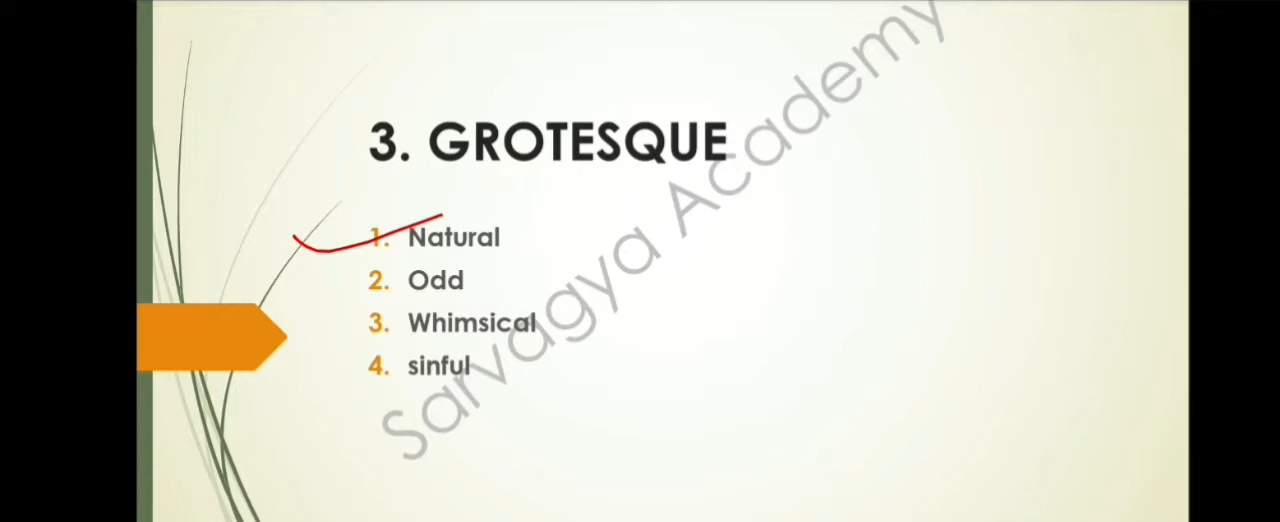 3. GROTESQUE
1. Natural
2. Odd
3. Whimsical
4. sinful
Sarvagya Academy